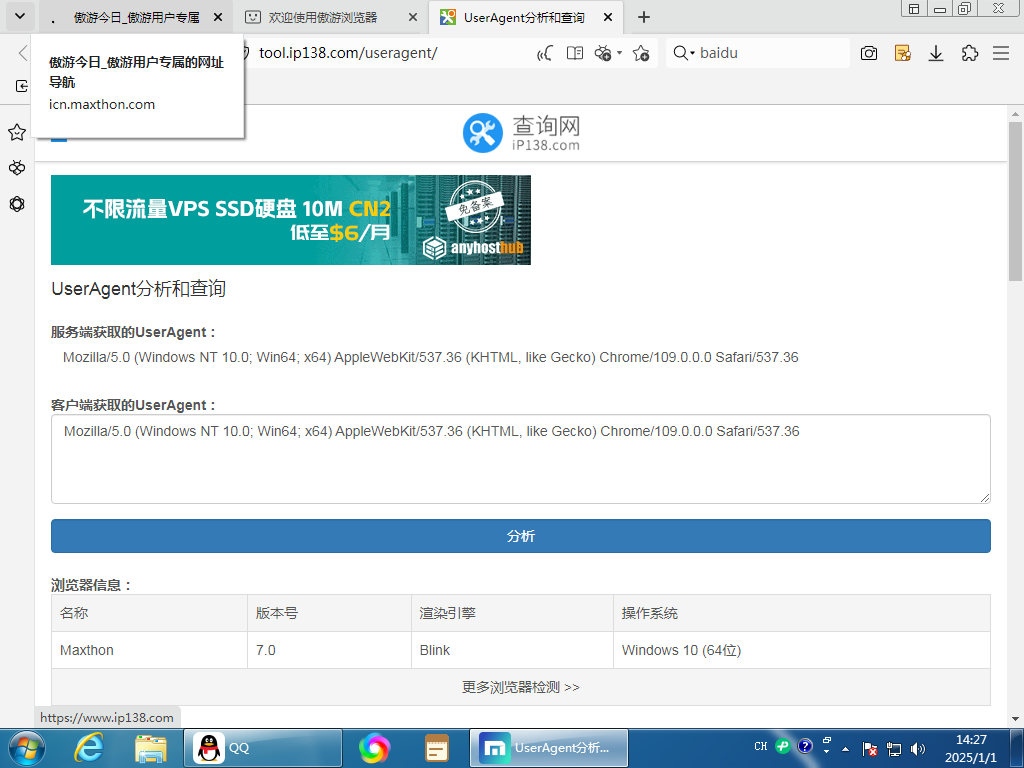 傲游今日_傲游用户专属
欢迎使用傲游浏览器
UserAgent分析和查询
tool.ip138.com/useragent/
baidu
傲游今日_傲游用户专属的网址
导航
icn.maxthon.com
查询网
iP138.com
不限流量VPS SSD硬盘 10M CN2
低至$6/月
免备案
anyhosthub
UserAgent分析和查询
服务端获取的UserAgent：
Mozilla/5.0 (Windows NT 10.0; Win64; x64) AppleWebKit/537.36 (KHTML, like Gecko) Chrome/109.0.0.0 Safari/537.36
客户端获取的UserAgent：
Mozilla/5.0 (Windows NT 10.0; Win64; x64) AppleWebKit/537.36 (KHTML, like Gecko) Chrome/109.0.0.0 Safari/537.36
分析
浏览器信息：
名称 版本号 渲染引擎 操作系统
Maxthon 7.0 Blink Windows 10 (64位)
更多浏览器检测 >>
https://www.ip138.com
QQ
UserAgent分析...
CH
14:27
2025/1/1